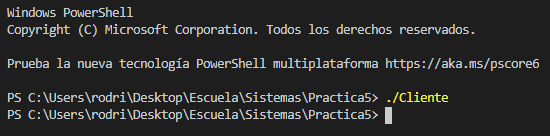 Windows PowerShell
Copyright (C) Microsoft Corporation. Todos los derechos reservados.
Prueba la nueva tecnología PowerShell multiplataforma https://aka.ms/pscore6
PS C:\Users\rodri\Desktop\Escuela\Sistemas\Practica5> ./Cliente
PS C:\Users\rodri\Desktop\Escuela\Sistemas\Practica5>